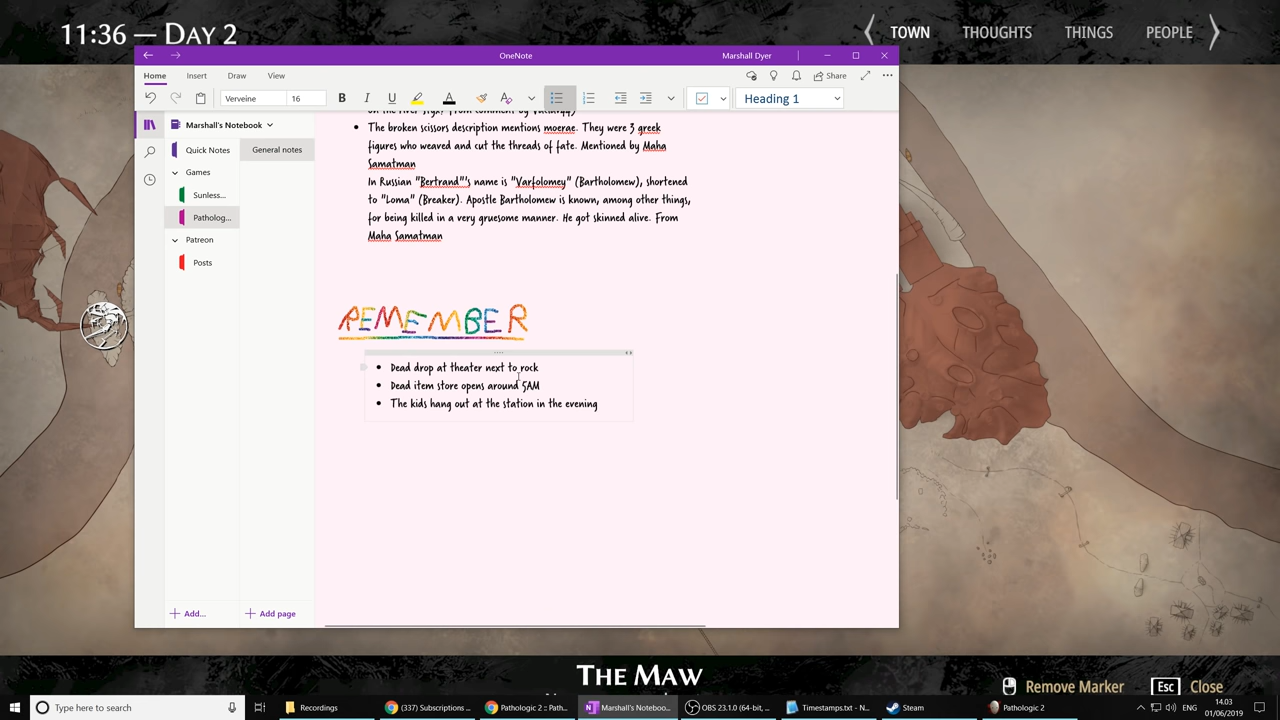 11:36 — DAY 2
TOWN
THOUGHTS
THINGS
PEOPLE
OneNote
Marshall Dyer
Home
Insert
Draw
View
Share
Verveine
16
B
I
U
A
Heading 1
Marshall's Notebook
Quick Notes
Games
Sunless...
Patholog...
Patreon
Posts
General notes
The broken scissors description mentions moerae. They were 3 greek
figures who weaved and cut the threads of fate. Mentioned by Maha
Samatman
In Russian "Bertrand"'s name is "Varfolomey" (Bartholomew), shortened
to "Loma" (Breaker). Apostle Bartholomew is known, among other things,
for being killed in a very gruesome manner. He got skinned alive. From
Maha Samatman
REMEMBER
Dead drop at theater next to rock
Dead item store opens around 5AM
The kids hang out at the station in the evening
Add...
Add page
THE MAW
Remove Marker
Esc
Close
Type here to search
Recordings
(337) Subscriptions ...
Pathologic 2 :: Path...
Marshall's Noteboo...
OBS 23.1.0 (64-bit, ...
Timestamps.txt - N...
Steam
Pathologic 2
ENG
14.03
01/06/2019